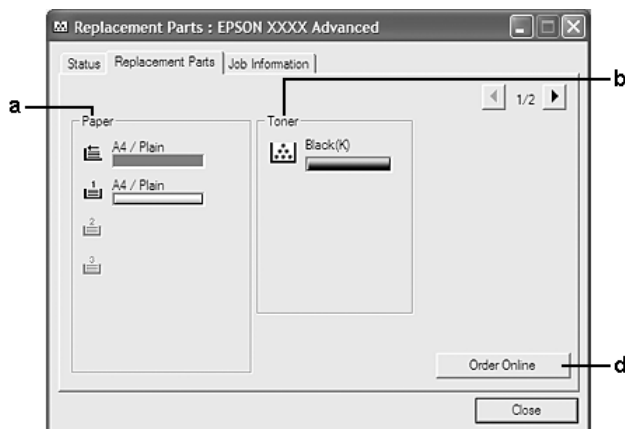 Replacement Parts : EPSON XXXX Advanced
Status Replacement Parts Job Information
a
b
1/2
Paper
Toner
A4 / Plain
Black(K)
1
A4 / Plain
2
3
Order Online
d
Close